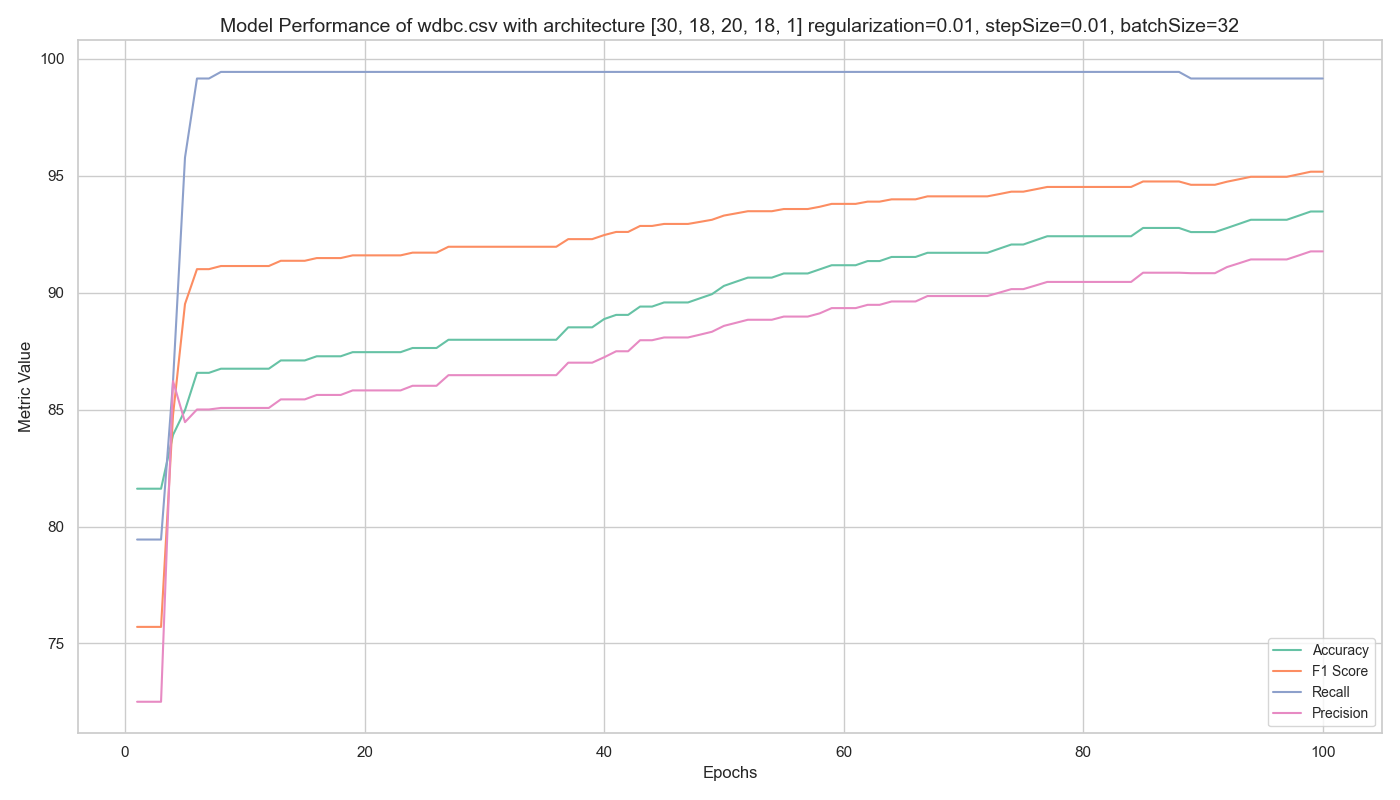 Model Performance of wdbc.csv with architecture [30, 18, 20, 18, 1] regularization=0.01, stepSize=0.01, batchSize=32
100
95
90
85
80
75
Metric Value
0
20
40
60
80
100
Epochs
Accuracy
F1 Score
Recall
Precision